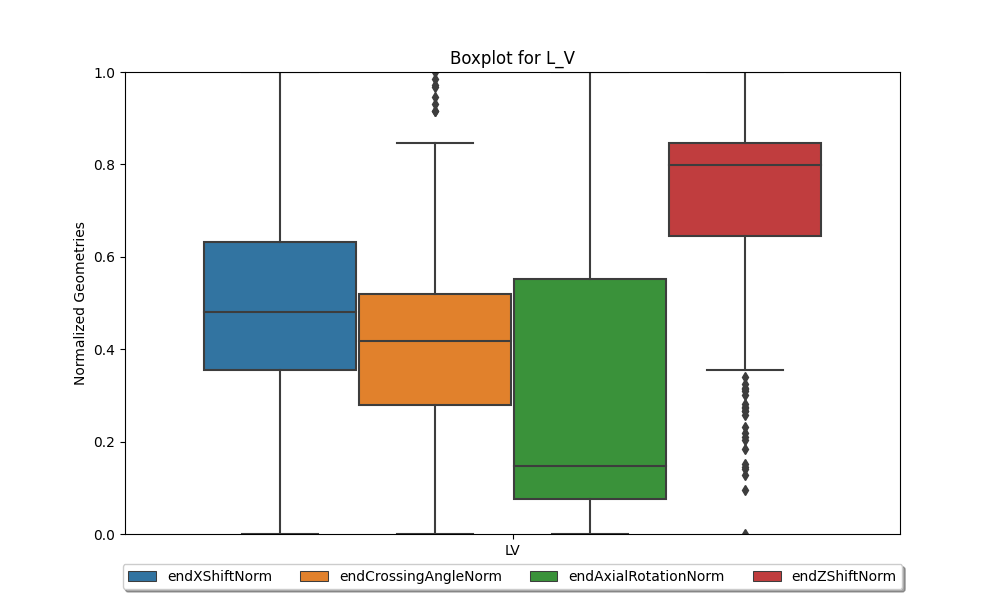 Boxplot for L_V
1.0
0.8
0.6
0.4
0.2
0.0
Normalized Geometries
LV
endXShiftNorm endCrossingAngleNorm endAxialRotationNorm endZShiftNorm